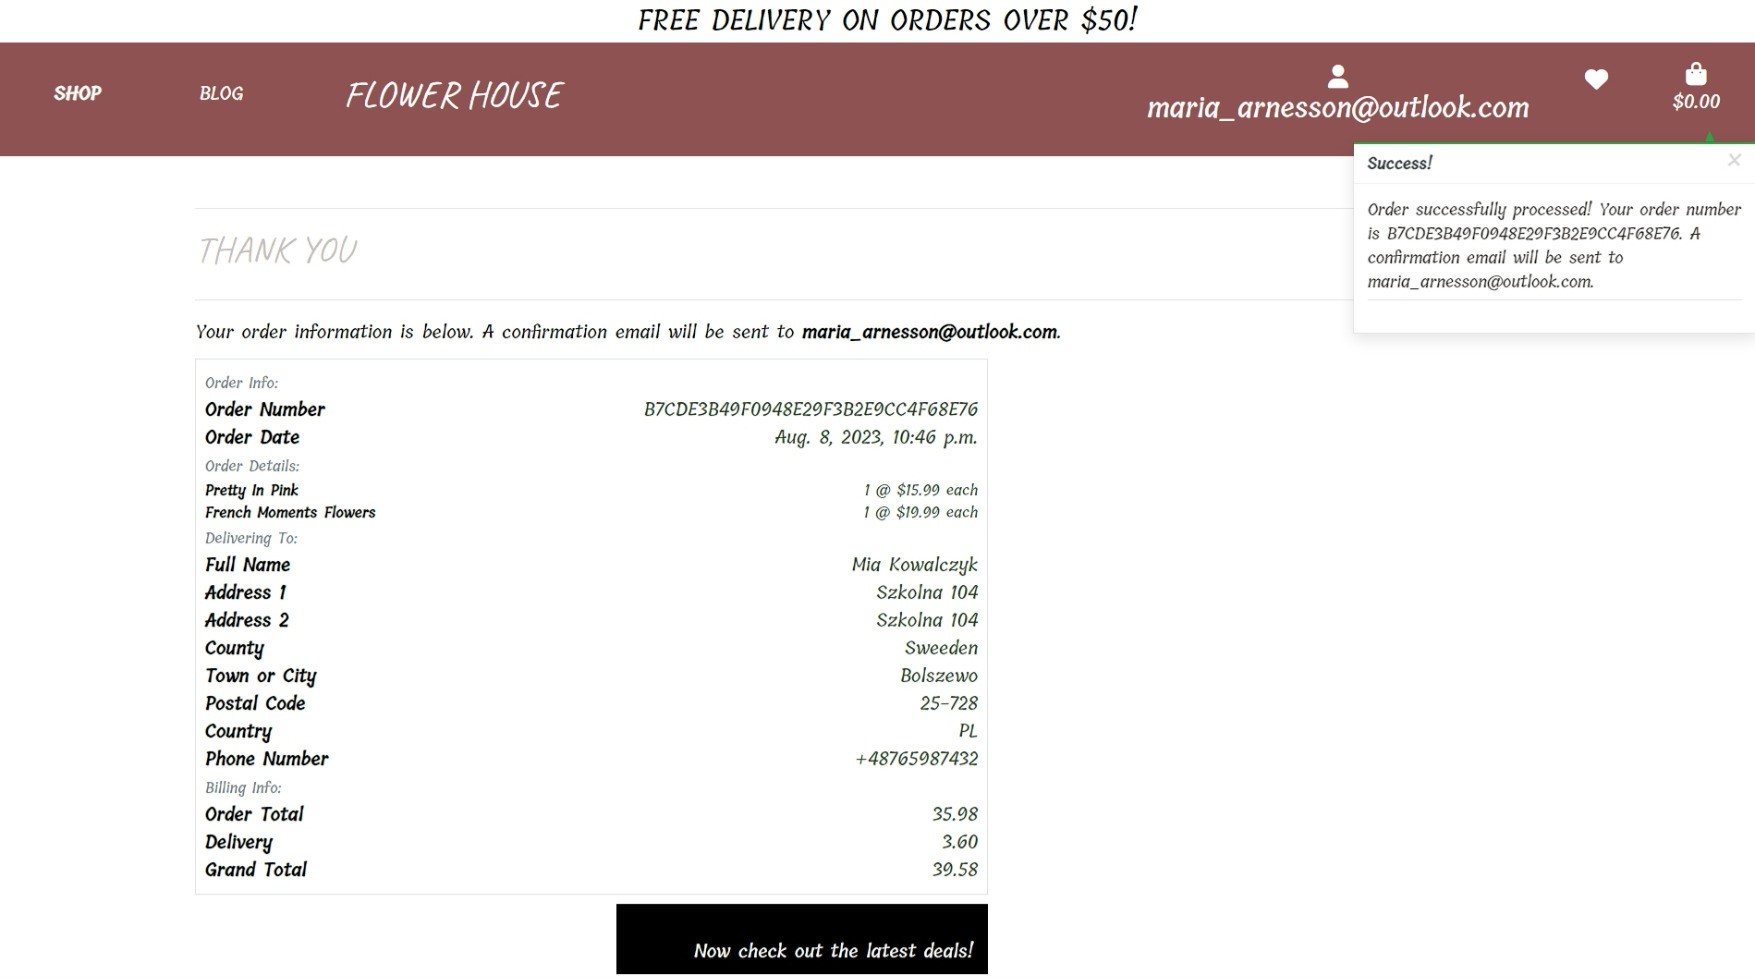 FREE DELIVERY ON ORDERS OVER $50!
SHOP
BLOG
FLOWER HOUSE
maria_arnesson@outlook.com
$0.00
Success!
×
Order successfully processed! Your order number
is B7CDE3B49F0948E29F3B2E9CC4F68E76. A
confirmation email will be sent to
maria_arnesson@outlook.com.
THANK YOU
Your order information is below. A confirmation email will be sent to maria_arnesson@outlook.com.
Order Info:
Order Number B7CDE3B49F0948E29F3B2E9CC4F68E76
Order Date Aug. 8, 2023, 10:46 p.m.
Order Details:
Pretty In Pink 1 @ $15.99 each
French Moments Flowers 1 @ $19.99 each
Delivering To:
Full Name Mia Kowalczyk
Address 1 Szkolna 104
Address 2 Szkolna 104
County Sweeden
Town or City Bolszewo
Postal Code 25-728
Country PL
Phone Number +48765987432
Billing Info:
Order Total 35.98
Delivery 3.60
Grand Total 39.58
Now check out the latest deals!